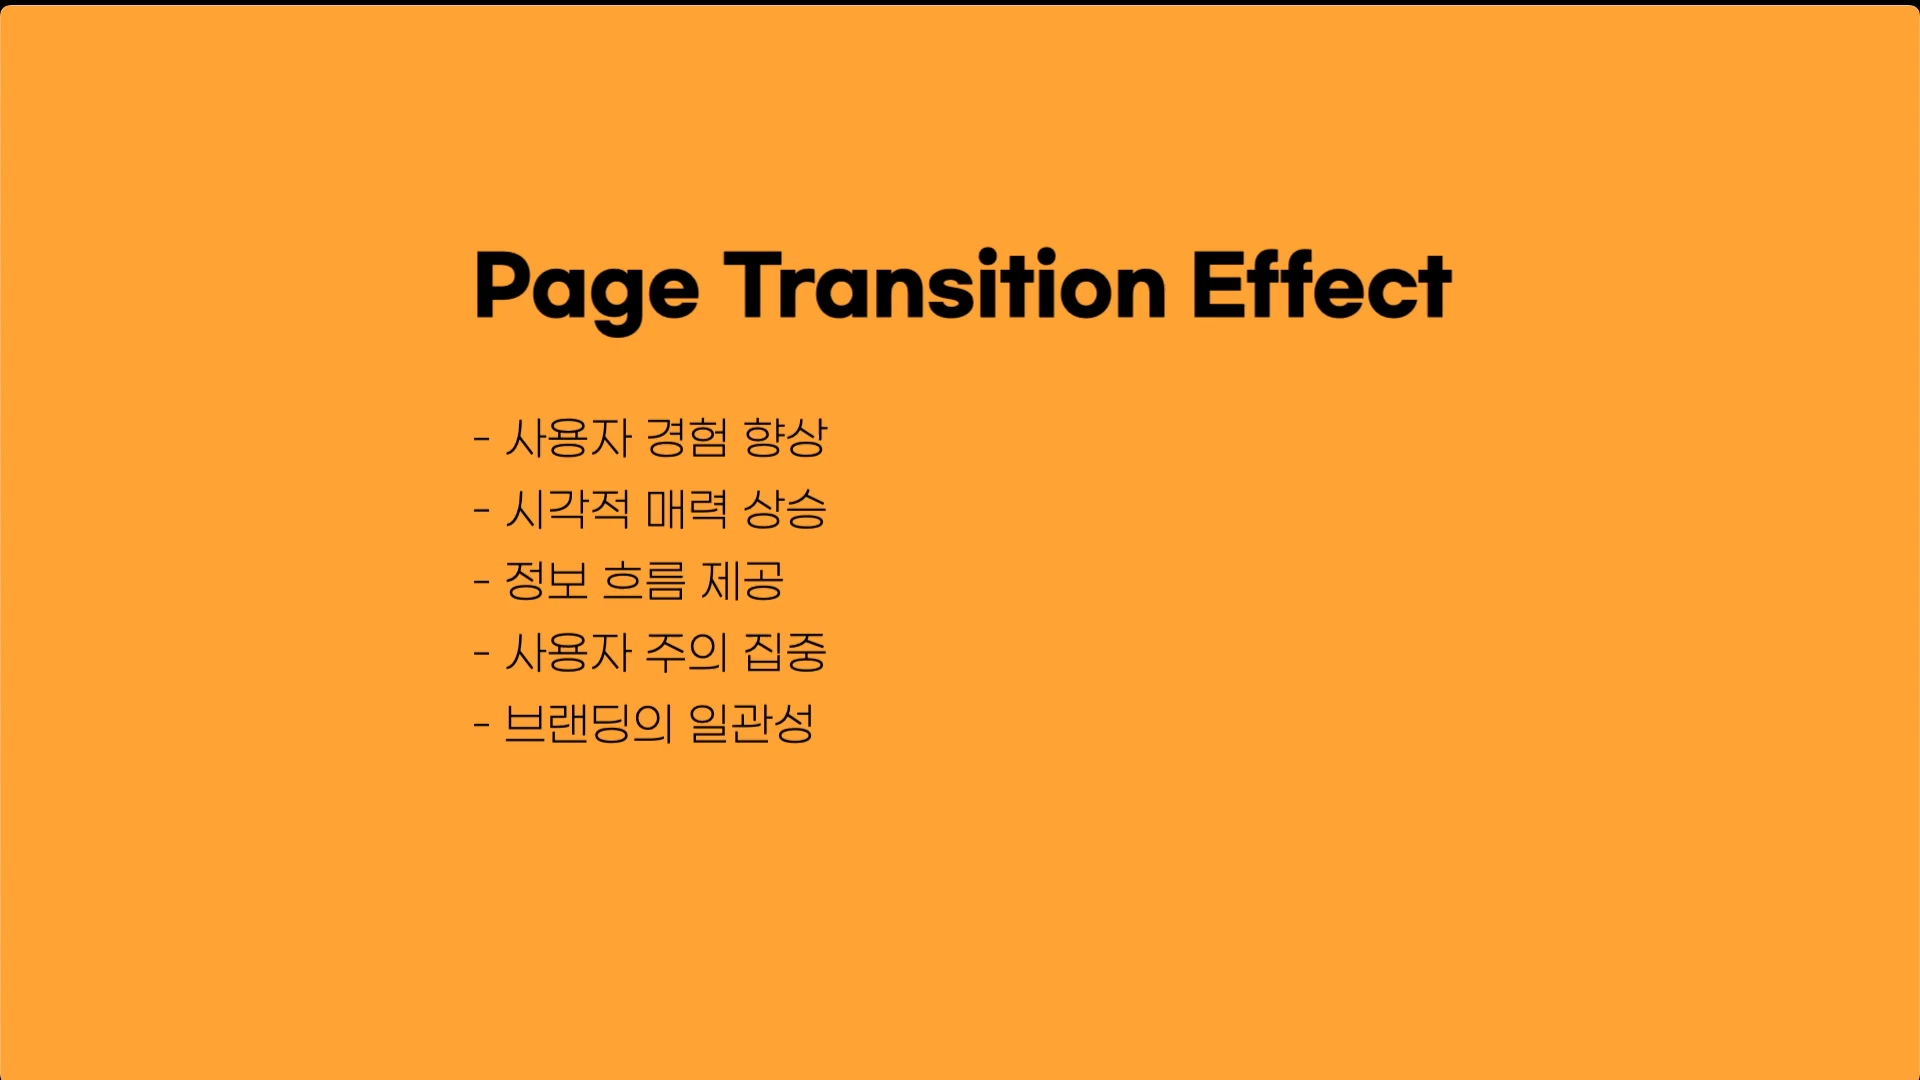 Page Transition Effect
- 사용자 경험 향상
- 시각적 매력 상승
- 정보 흐름 제공
- 사용자 주의 집중
- 브랜딩의 일관성